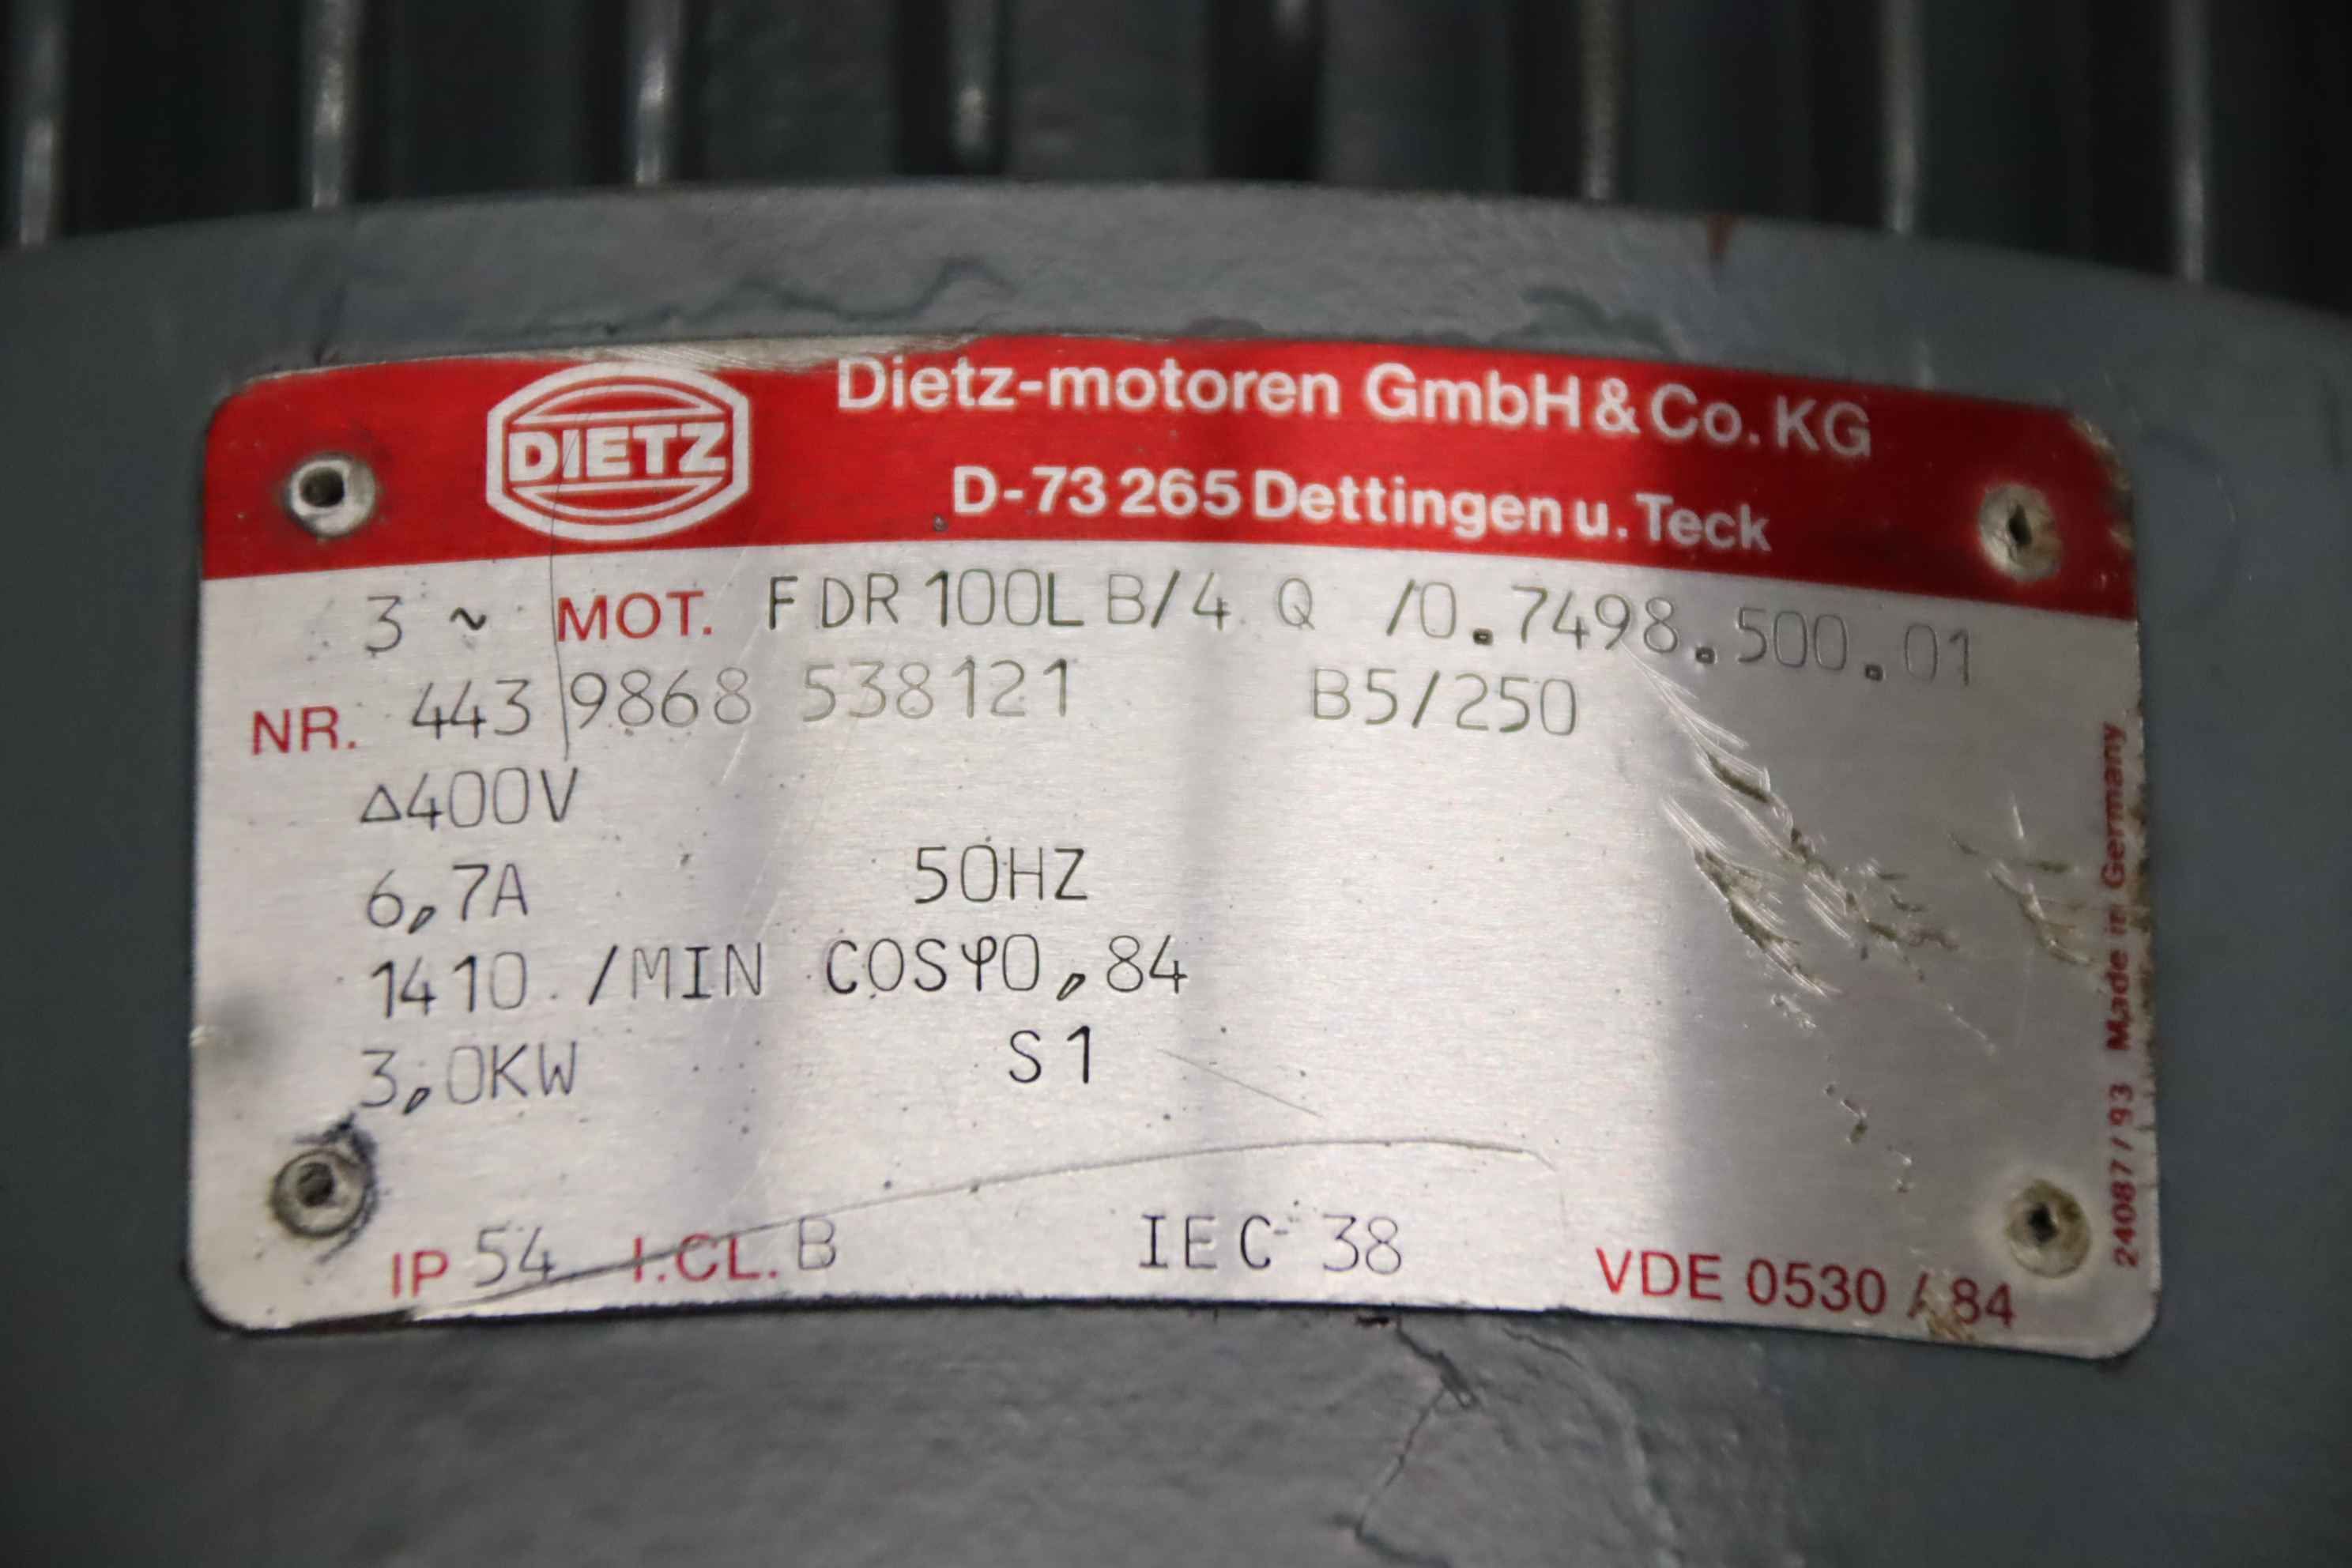 DIETZ
Dietz-motoren GmbH & Co. KG
D-73 265 Dettingen u. Teck
3 ~ MOT. FDR 100L B/4 Q /0.7498.500.01
NR. 443 9868 538121 B5/250
Δ400V
6,7A 50HZ
1410 /MIN COSφ0,84
3,0KW S1
IP 54 I.CL. B IEC 38 VDE 0530 / 84
24087 / 93 Made in Germany